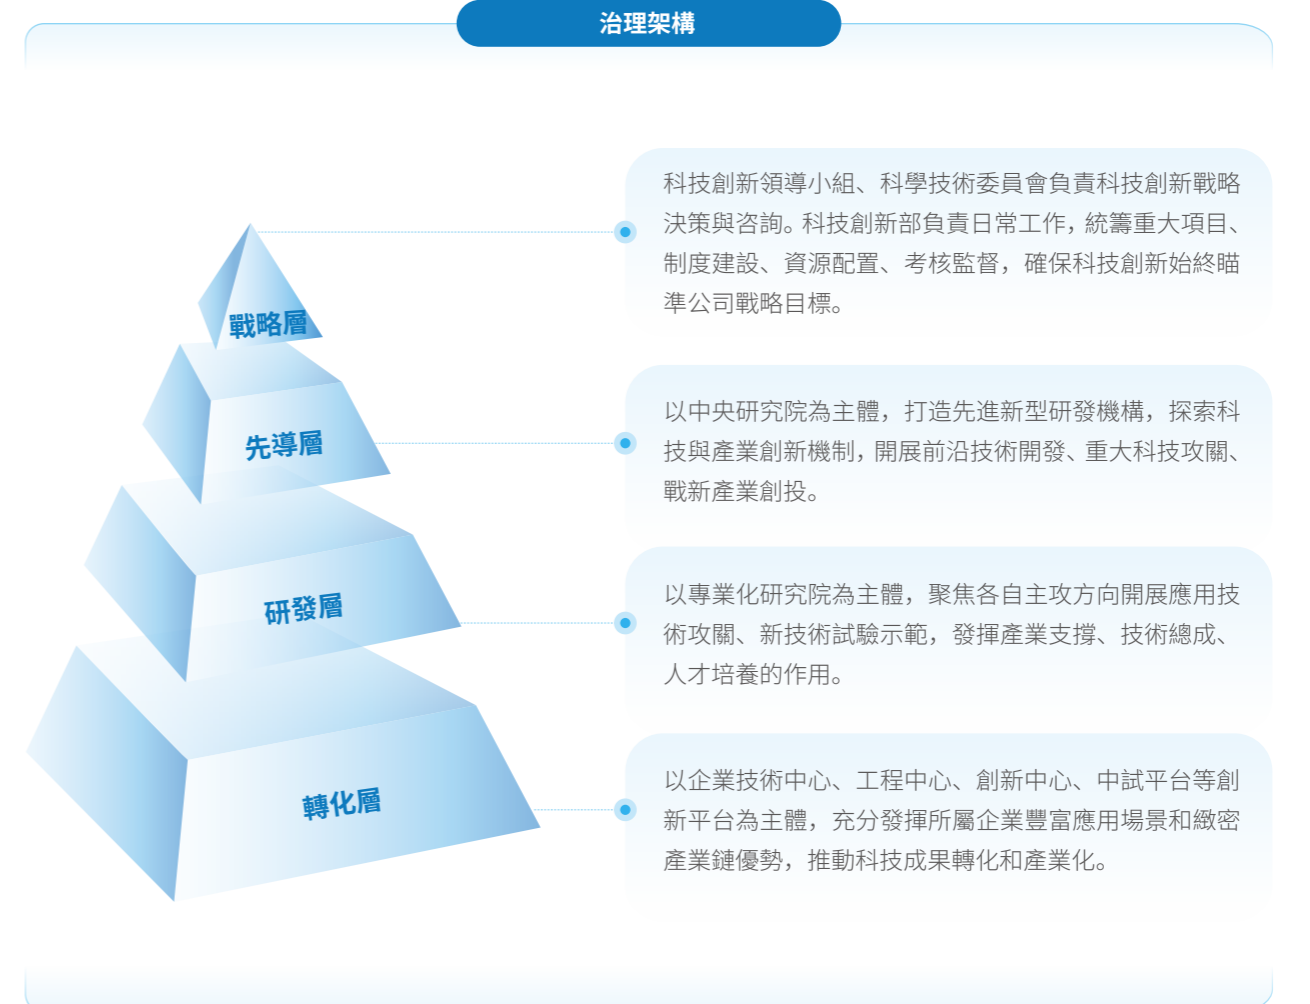 治理架構
戰略層
科技創新領導小組、科學技術委員會負責科技創新戰略
決策與咨詢。科技創新部負責日常工作，統籌重大項目、
制度建設、資源配置、考核監督，確保科技創新始終瞄
準公司戰略目標。
先導層
以中央研究院為主體，打造先進新型研發機構，探索科
技與產業創新機制，開展前沿技術開發、重大科技攻關、
戰新產業創投。
研發層
以專業化研究院為主體，聚焦各自主攻方向開展應用技
術攻關、新技術試驗示範，發揮產業支撐、技術總成、
人才培養的作用。
轉化層
以企業技術中心、工程中心、創新中心、中試平台等創
新平台為主體，充分發揮所屬企業豐富應用場景和緻密
產業鏈優勢，推動科技成果轉化和產業化。